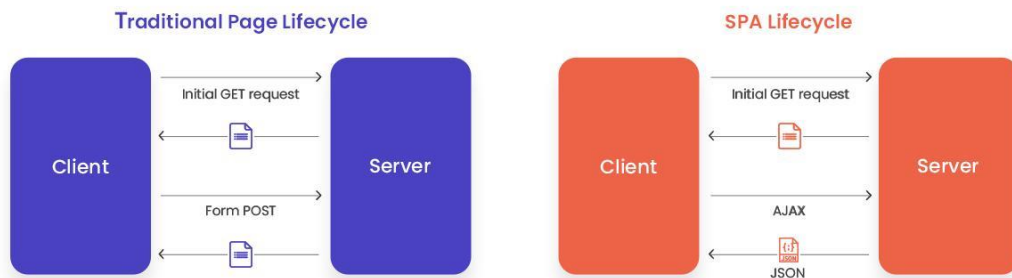 Traditional Page Lifecycle
Client
Initial GET request
Form POST
Server
SPA Lifecycle
Client
Initial GET request
AJAX
{;}
JSON
JSON
Server